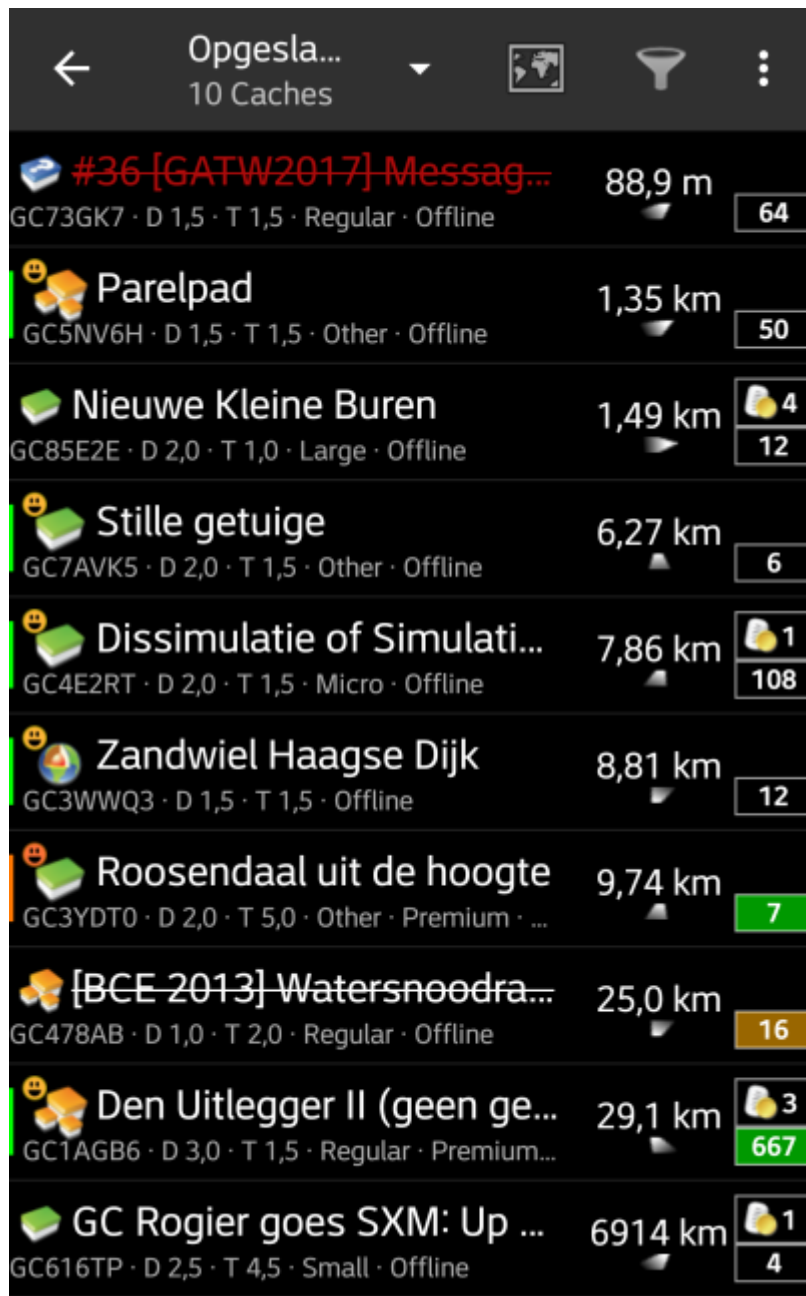 Opgesla...
10 Caches
#36 [GATW2017] Messag...
88,9 m
GC73GK7 · D 1,5 · T 1,5 · Regular · Offline
64
Parelpad
1,35 km
GC5NV6H · D 1,5 · T 1,5 · Other · Offline
50
Nieuwe Kleine Buren
1,49 km
4
GC85E2E · D 2,0 · T 1,0 · Large · Offline
12
Stille getuige
6,27 km
GC7AVK5 · D 2,0 · T 1,5 · Other · Offline
6
Dissimulatie of Simulati...
7,86 km
1
GC4E2RT · D 2,0 · T 1,5 · Micro · Offline
108
Zandwiel Haagse Dijk
8,81 km
GC3WWQ3 · D 1,5 · T 1,5 · Offline
12
Roosendaal uit de hoogte
9,74 km
GC3YDT0 · D 2,0 · T 5,0 · Other · Premium · ...
7
[BCE 2013] Watersnoodra...
25,0 km
GC478AB · D 1,0 · T 2,0 · Regular · Offline
16
Den Uitlegger II (geen ge...
29,1 km
3
GC1AGB6 · D 3,0 · T 1,5 · Regular · Premium...
667
GC Rogier goes SXM: Up ...
6914 km
1
GC616TP · D 2,5 · T 4,5 · Small · Offline
4